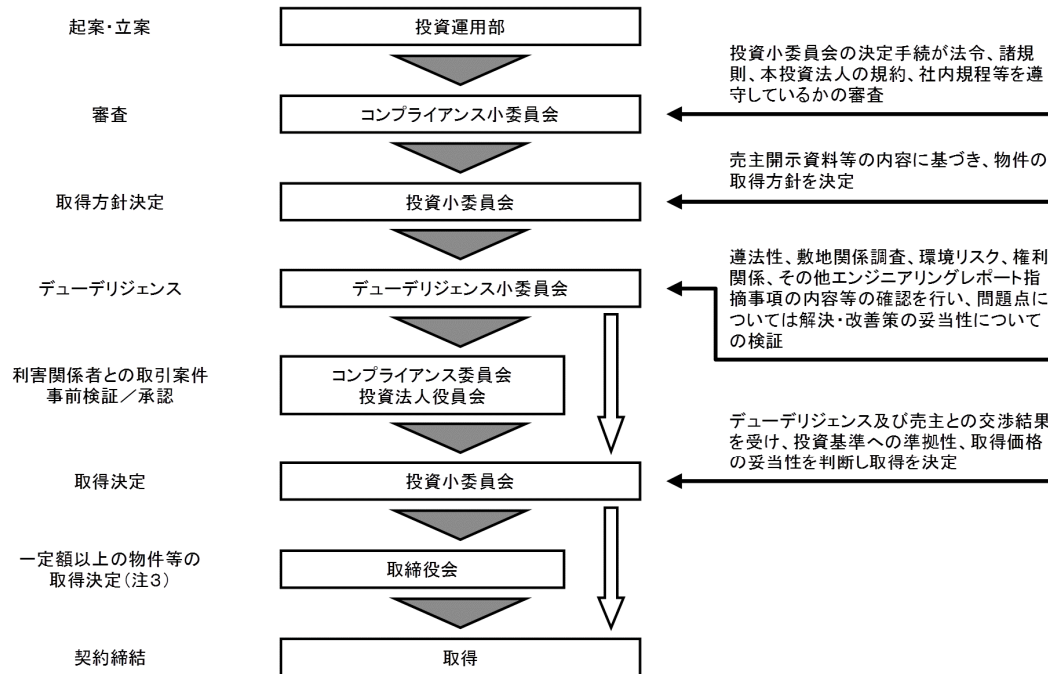 起案・立案
投資運用部
投資小委員会の決定手続が法令、諸規
則、本投資法人の規約、社内規程等を遵
守しているかの審査
審査
コンプライアンス小委員会
売主開示資料等の内容に基づき、物件の
取得方針を決定
取得方針決定
投資小委員会
遵法性、敷地関係調査、環境リスク、権利
関係、その他エンジニアリングレポート指
摘事項の内容等の確認を行い、問題点に
ついては解決・改善策の妥当性について
の検証
デューデリジェンス
デューデリジェンス小委員会
利害関係者との取引案件
事前検証／承認
コンプライアンス委員会
投資法人役員会
デューデリジェンス及び売主との交渉結果
を受け、投資基準への準拠性、取得価格
の妥当性を判断し取得を決定
取得決定
投資小委員会
一定額以上の物件等の
取得決定(注3)
取締役会
契約締結
取得